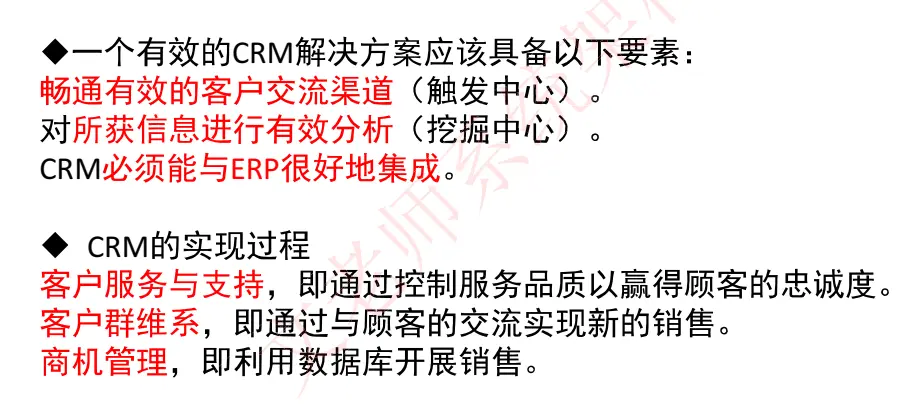 ◆一个有效的CRM解决方案应该具备以下要素：
畅通有效的客户交流渠道（触发中心）。
对所获信息进行有效分析（挖掘中心）。
CRM必须能与ERP很好地集成。
◆ CRM的实现过程
客户服务与支持，即通过控制服务品质以赢得顾客的忠诚度。
客户群维系，即通过与顾客的交流实现新的销售。
商机管理，即利用数据库开展销售。
老师系统